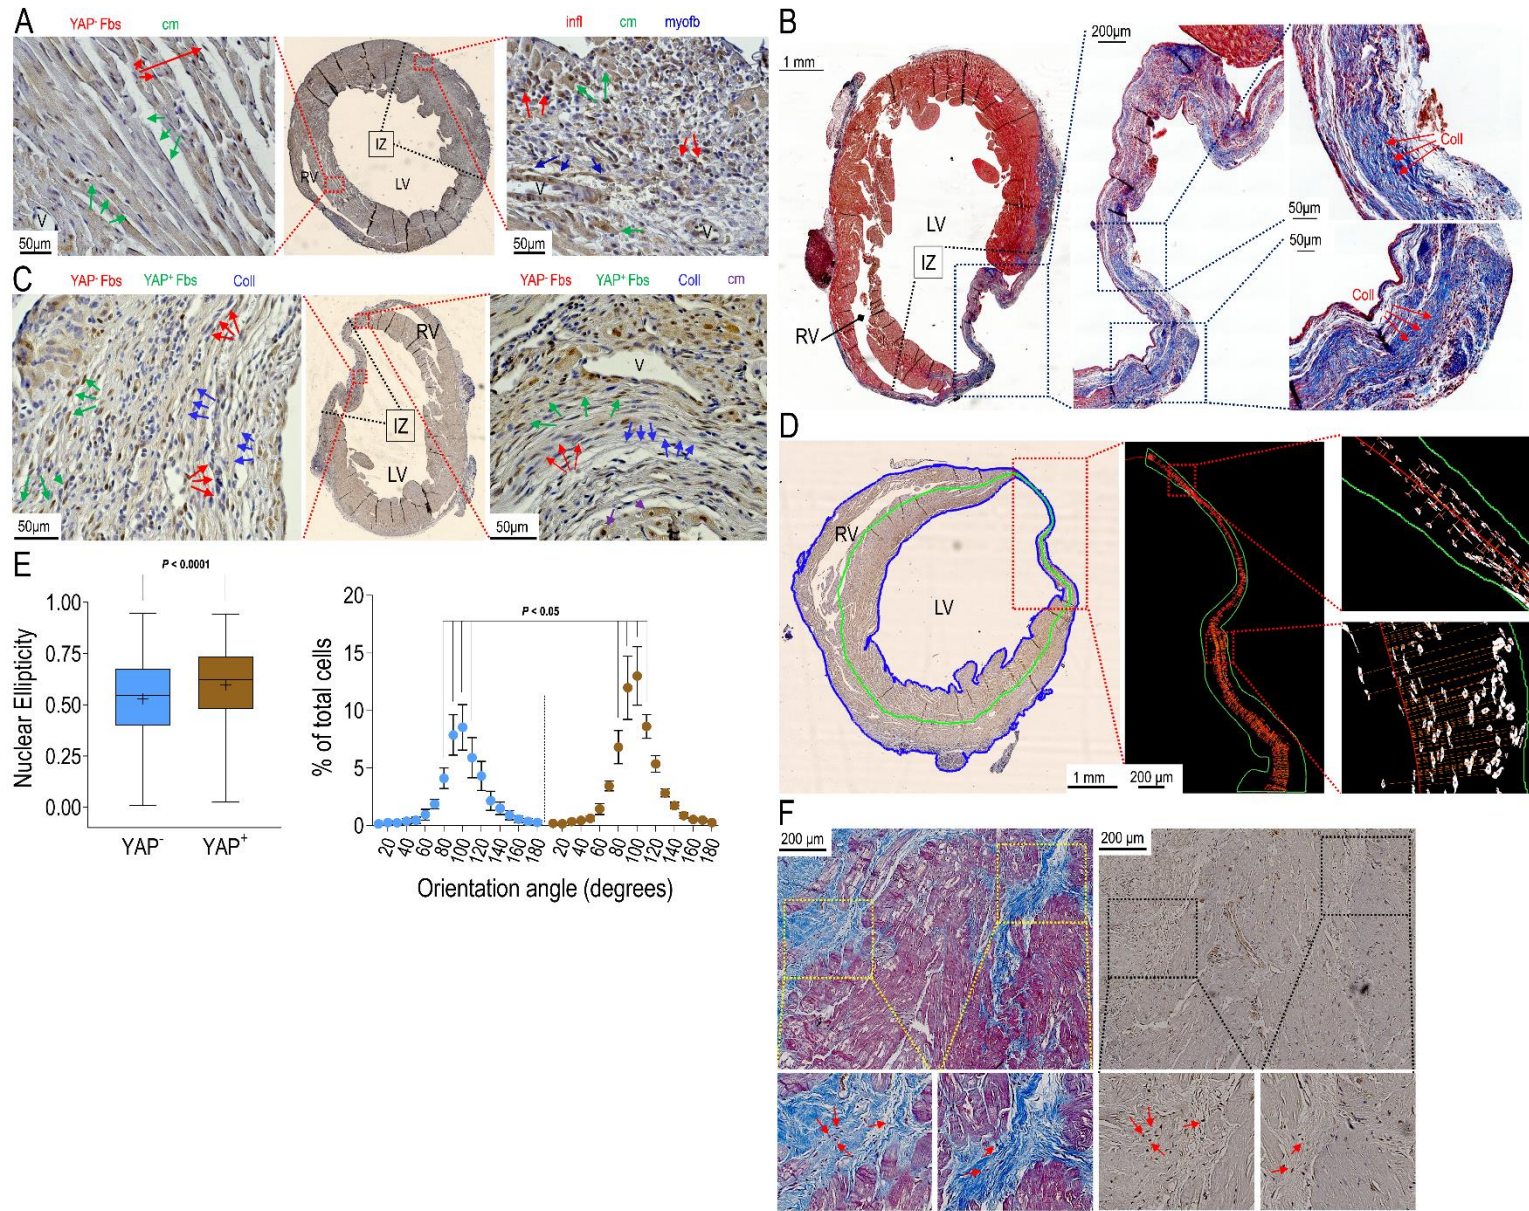 A
YAP- Fbs cm
V
50µm
IZ
RV
LV
infl cm myofb
V
V
50µm
B
1 mm
LV
IZ
RV
200µm
50µm
50µm
Coll
Coll
C
YAP- Fbs YAP+ Fbs Coll
50µm
RV
IZ
LV
YAP- Fbs YAP+ Fbs Coll cm
V
50µm
D
RV
LV
1 mm
200 µm
E
P < 0.0001
Nuclear Ellipticity
1.00
0.75
0.50
0.25
0.00
YAP-
YAP+
P < 0.05
% of total cells
20
15
10
5
0
20 40 60 80 100 120 140 160 180 20 40 60 80 100 120 140 160 180
Orientation angle (degrees)
F
200 µm
200 µm